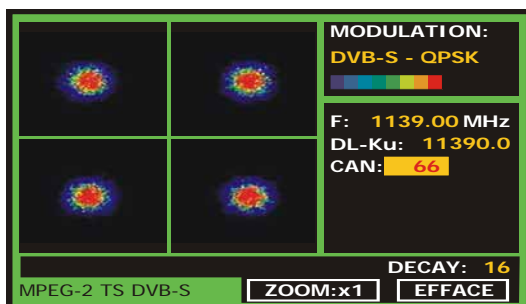 MODULATION:
DVB-S - QPSK
F: 1139.00 MHz
DL-Ku: 11390.0
CAN: 66
DECAY: 16
MPEG-2 TS DVB-S ZOOM:x1 EFFACE